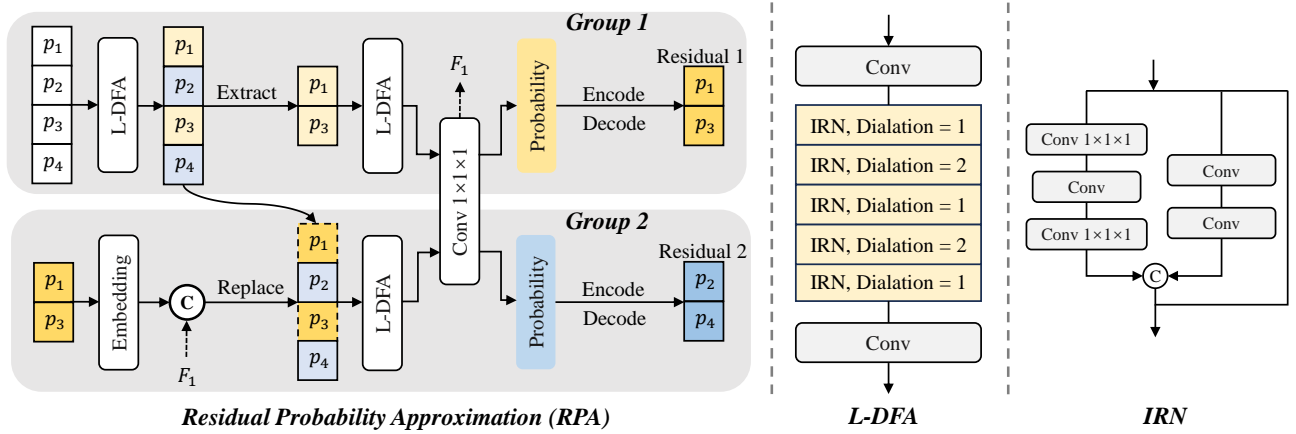 Group 1
p₁
p₂
p₃
p₄
L-DFA
p₁
p₂
p₃
p₄
Extract
p₁
p₃
L-DFA
F₁
Conv 1×1×1
Probability
Encode
Decode
Residual 1
p₁
p₃
Group 2
p₁
p₃
Embedding
C
F₁
Replace
p₁
p₂
p₃
p₄
L-DFA
Probability
Encode
Decode
Residual 2
p₂
p₄
Residual Probability Approximation (RPA)
Conv
IRN, Dialation = 1
IRN, Dialation = 2
IRN, Dialation = 1
IRN, Dialation = 2
IRN, Dialation = 1
Conv
L-DFA
Conv 1×1×1
Conv
Conv 1×1×1
Conv
Conv
C
IRN